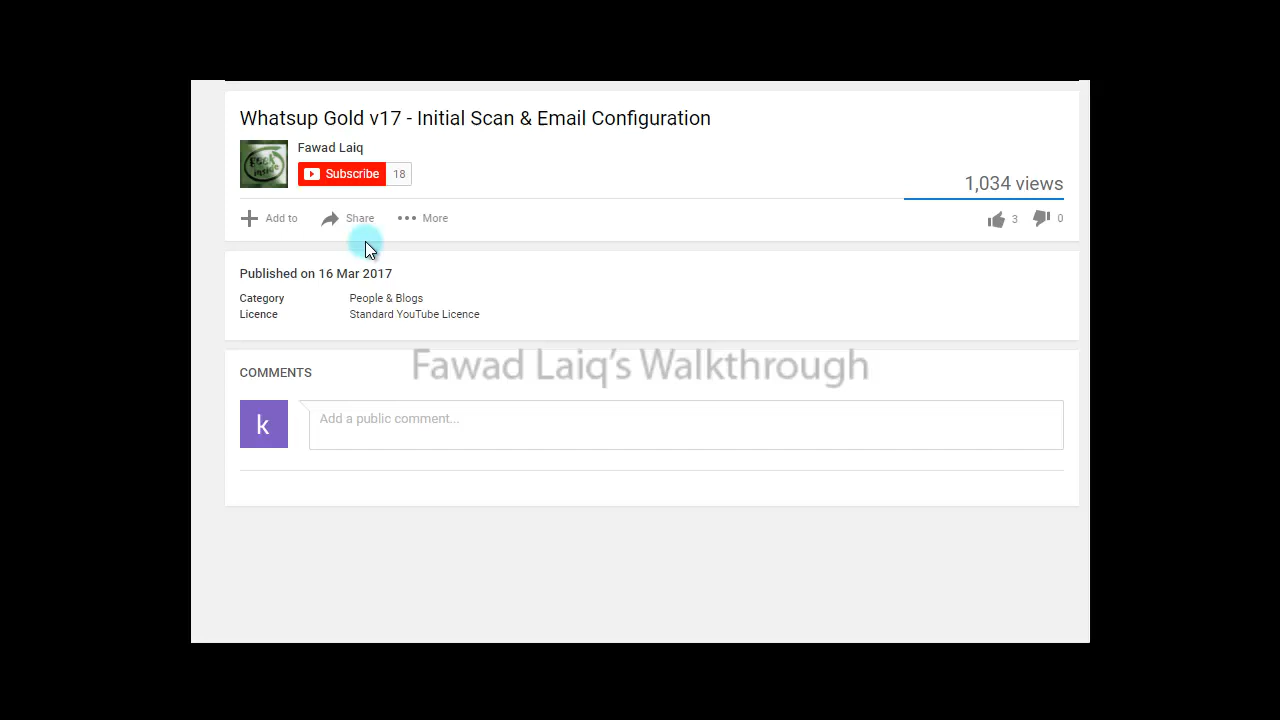 Whatsup Gold v17 - Initial Scan & Email Configuration
Fawad Laiq
Subscribe 18
1,034 views
Add to Share More 3 0
Published on 16 Mar 2017
Category People & Blogs
Licence Standard YouTube Licence
Fawad Laiq's Walkthrough
COMMENTS
k
Add a public comment...